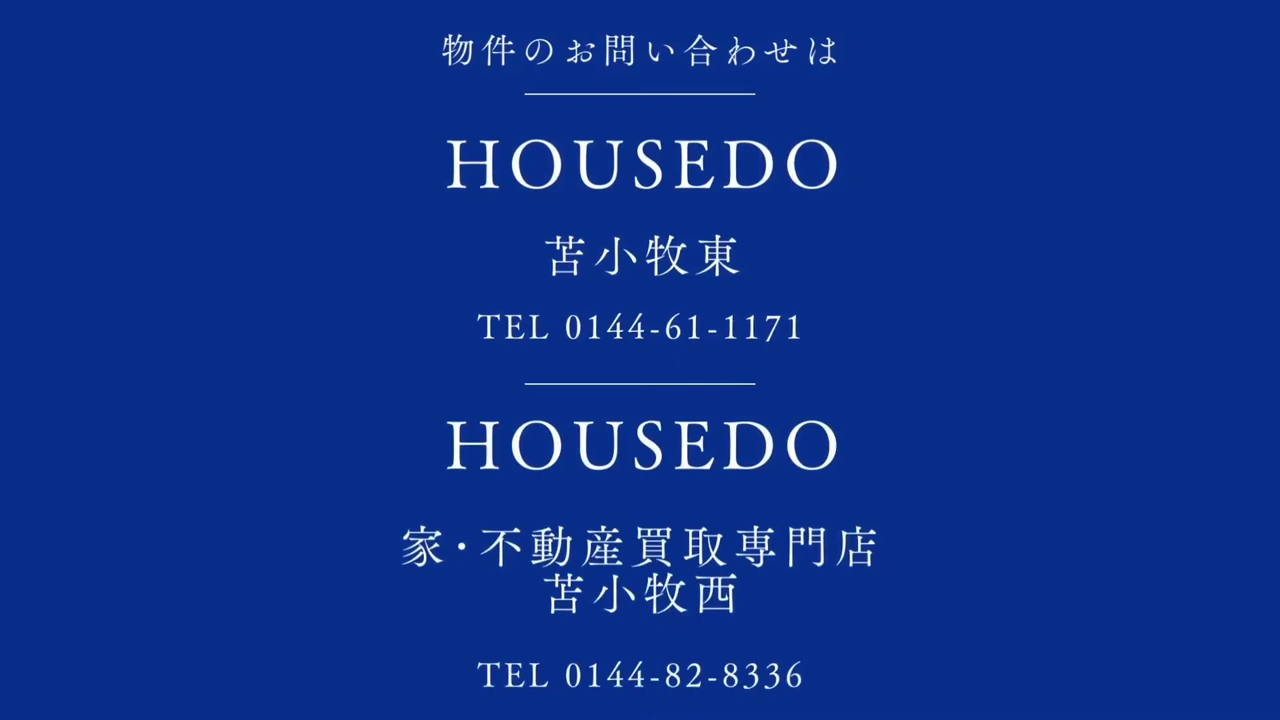 物件のお問い合わせは
HOUSEDO
苫小牧東
TEL 0144-61-1171
HOUSEDO
家・不動産買取専門店
苫小牧西
TEL 0144-82-8336